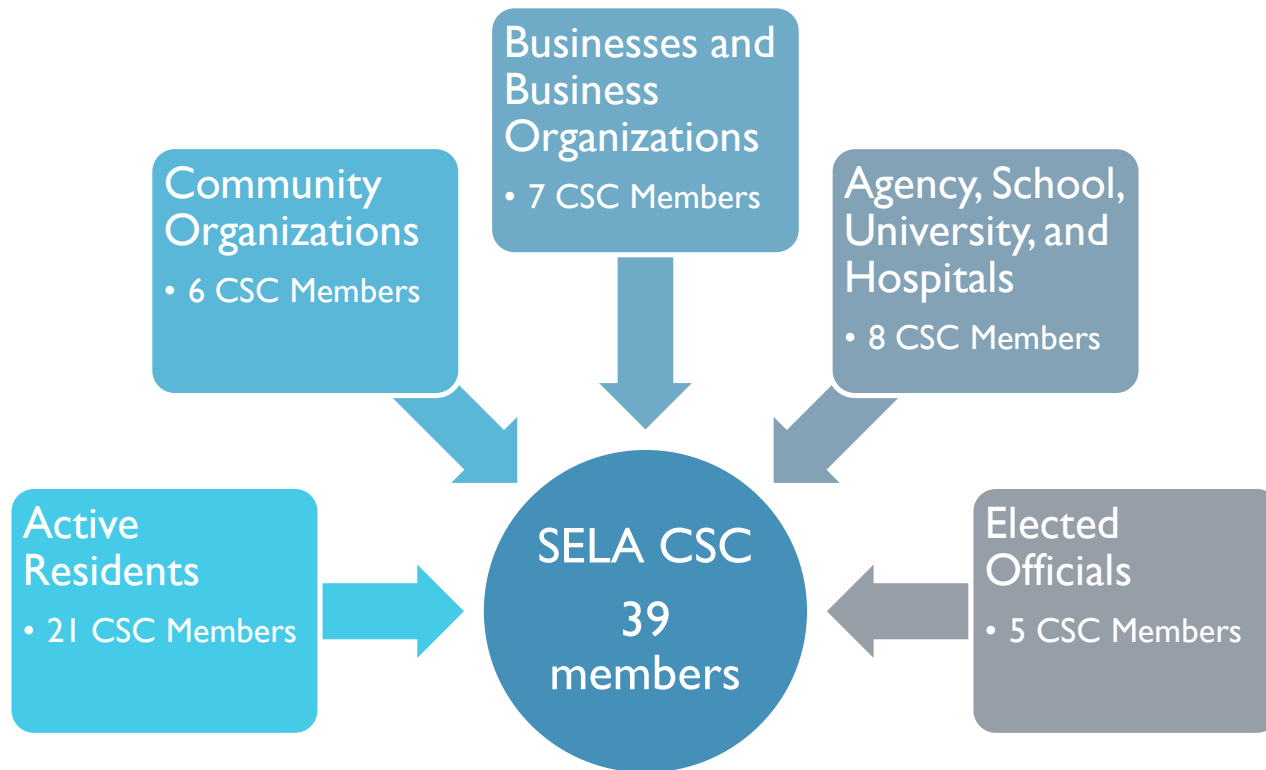 Businesses and
Business
Organizations
• 7 CSC Members
Community
Organizations
• 6 CSC Members
Agency, School,
University, and
Hospitals
• 8 CSC Members
Active
Residents
• 21 CSC Members
SELA CSC
39
members
Elected
Officials
• 5 CSC Members